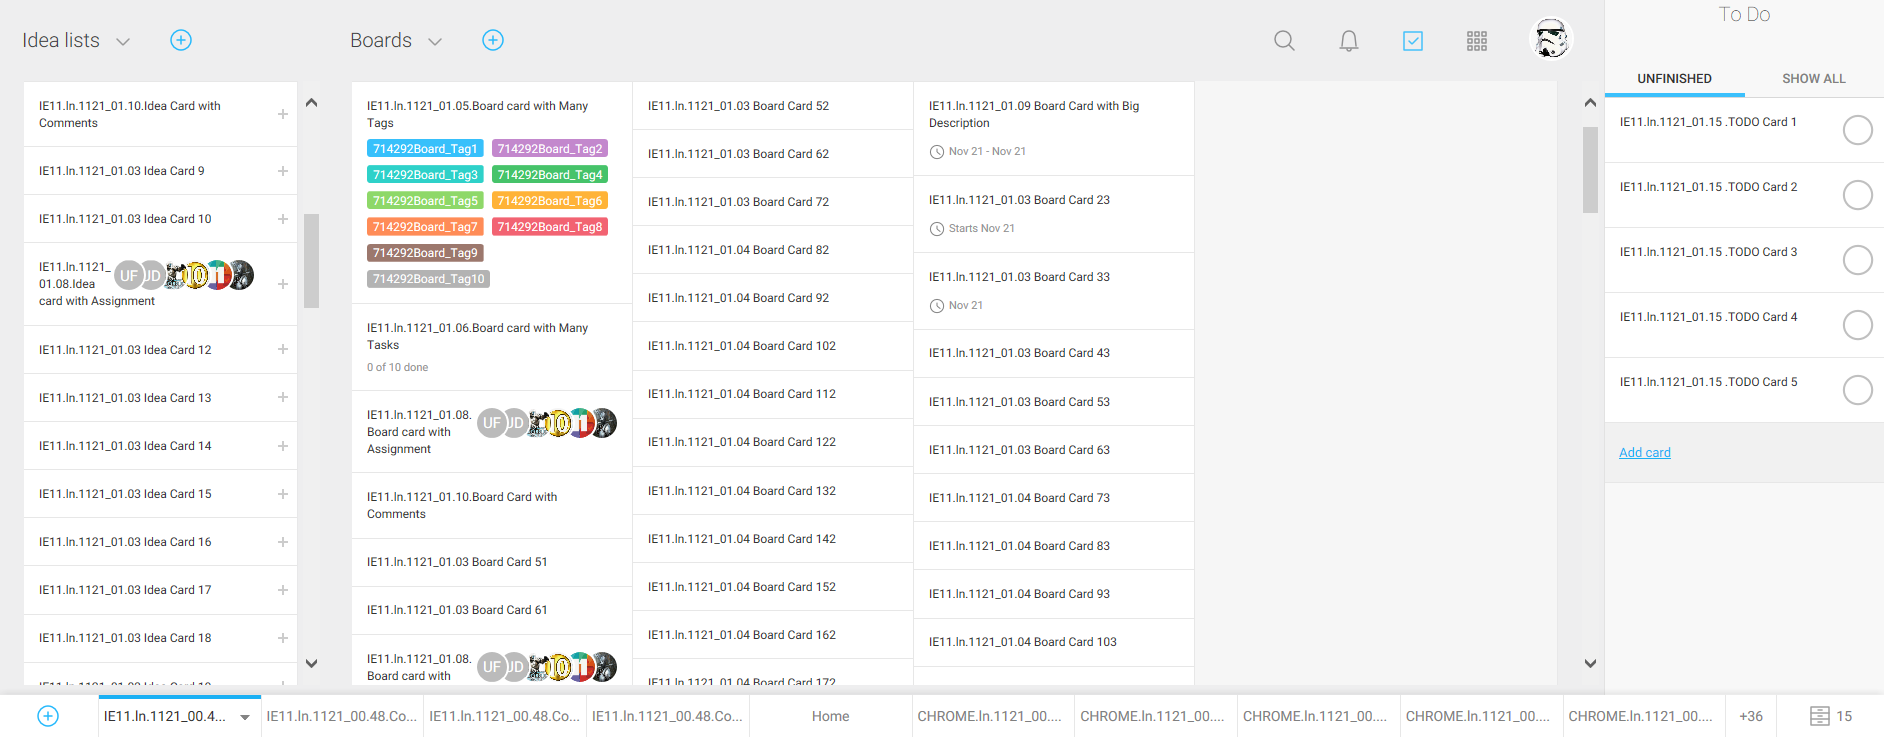 Idea lists
Boards
To Do
UNFINISHED
SHOW ALL
IE11.In.1121_01.10.Idea Card with
Comments
IE11.In.1121_01.03 Idea Card 9
IE11.In.1121_01.03 Idea Card 10
IE11.In.1121_
01.08.Idea
card with Assignment
UF
JD
IE11.In.1121_01.03 Idea Card 12
IE11.In.1121_01.03 Idea Card 13
IE11.In.1121_01.03 Idea Card 14
IE11.In.1121_01.03 Idea Card 15
IE11.In.1121_01.03 Idea Card 16
IE11.In.1121_01.03 Idea Card 17
IE11.In.1121_01.03 Idea Card 18
IE11.In.1121_01.05.Board card with Many
Tags
714292Board_Tag1
714292Board_Tag2
714292Board_Tag3
714292Board_Tag4
714292Board_Tag5
714292Board_Tag6
714292Board_Tag7
714292Board_Tag8
714292Board_Tag9
714292Board_Tag10
IE11.In.1121_01.06.Board card with Many
Tasks
0 of 10 done
IE11.In.1121_01.08.
Board card with
Assignment
UF
JD
IE11.In.1121_01.10.Board Card with
Comments
IE11.In.1121_01.03 Board Card 51
IE11.In.1121_01.03 Board Card 61
IE11.In.1121_01.08.
Board card with
UF
JD
IE11.In.1121_01.03 Board Card 52
IE11.In.1121_01.03 Board Card 62
IE11.In.1121_01.03 Board Card 72
IE11.In.1121_01.04 Board Card 82
IE11.In.1121_01.04 Board Card 92
IE11.In.1121_01.04 Board Card 102
IE11.In.1121_01.04 Board Card 112
IE11.In.1121_01.04 Board Card 122
IE11.In.1121_01.04 Board Card 132
IE11.In.1121_01.04 Board Card 142
IE11.In.1121_01.04 Board Card 152
IE11.In.1121_01.04 Board Card 162
IE11.In.1121_01.04 Board Card 172
IE11.In.1121_01.09 Board Card with Big
Description
Nov 21 - Nov 21
IE11.In.1121_01.03 Board Card 23
Starts Nov 21
IE11.In.1121_01.03 Board Card 33
Nov 21
IE11.In.1121_01.03 Board Card 43
IE11.In.1121_01.03 Board Card 53
IE11.In.1121_01.03 Board Card 63
IE11.In.1121_01.04 Board Card 73
IE11.In.1121_01.04 Board Card 83
IE11.In.1121_01.04 Board Card 93
IE11.In.1121_01.04 Board Card 103
IE11.In.1121_01.15 .TODO Card 1
IE11.In.1121_01.15 .TODO Card 2
IE11.In.1121_01.15 .TODO Card 3
IE11.In.1121_01.15 .TODO Card 4
IE11.In.1121_01.15 .TODO Card 5
Add card
IE11.In.1121_00.4...
IE11.In.1121_00.48.Co...
IE11.In.1121_00.48.Co...
IE11.In.1121_00.48.Co...
Home
CHROME.In.1121_00....
CHROME.In.1121_00....
CHROME.In.1121_00....
CHROME.In.1121_00....
CHROME.In.1121_00....
+36
15